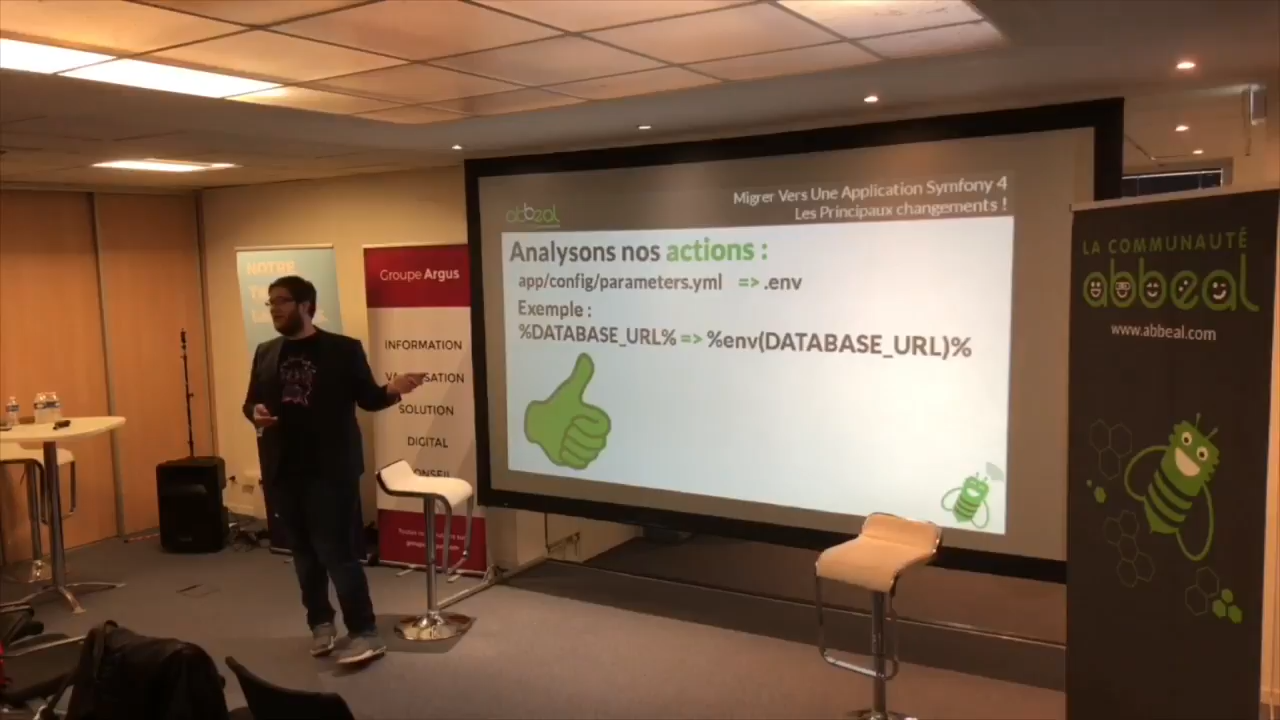 Migrer Vers Une Application Symfony 4
Les Principaux changements !
abbeal
Analysons nos actions :
app/config/parameters.yml => .env
Exemple :
%DATABASE_URL% => %env(DATABASE_URL)%
NOTRE
Groupe Argus
INFORMATION
SOLUTION
DIGITAL
LA COMMUNAUTÉ
abbeal
www.abbeal.com